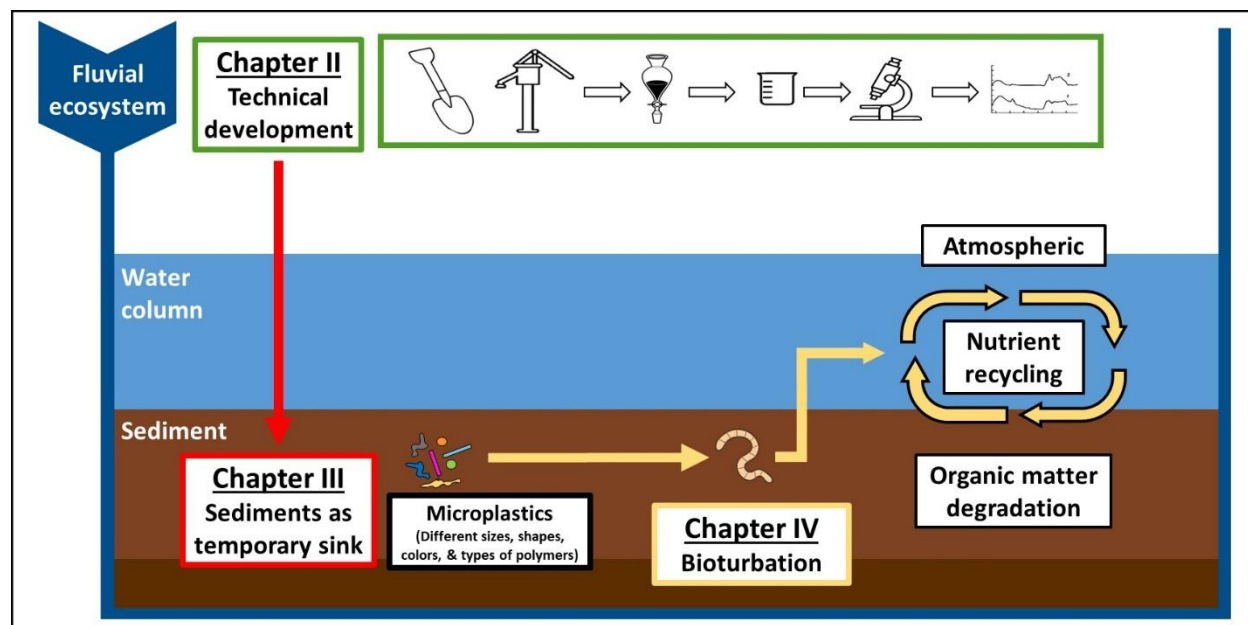 Fluvial
ecosystem
Chapter II
Technical
development
Water
column
Atmospheric
Nutrient
recycling
Sediment
Chapter III
Sediments as
temporary sink
Microplastics
(Different sizes, shapes,
colors, & types of polymers)
Chapter IV
Bioturbation
Organic matter
degradation